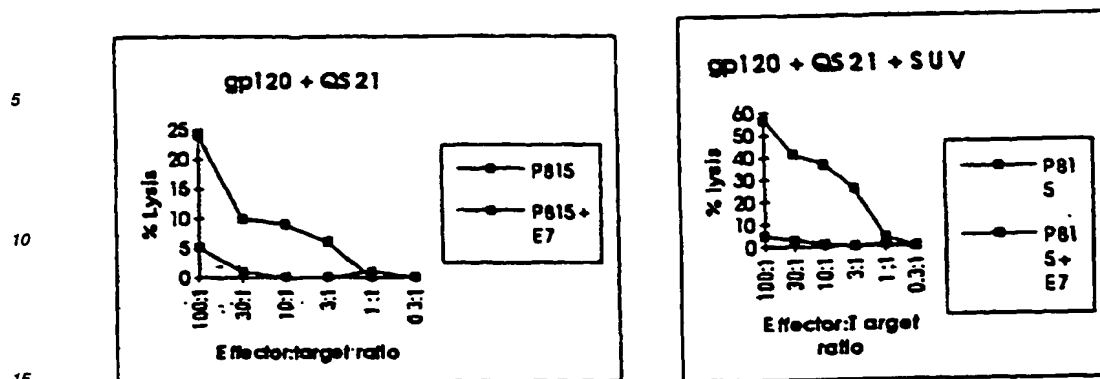 5
10
15
gp120 + QS21
% Lysis
25
20
15
10
5
0
100:1
30:1
10:1
3:1
1:1
0.3:1
Effector:target ratio
P815
P815 +
E7
gp120 + QS21 + SUV
% lysis
60
50
40
30
20
10
0
100:1
30:1
10:1
3:1
1:1
0.3:1
Effector:Target
ratio
P81
5
P81
5+
E7